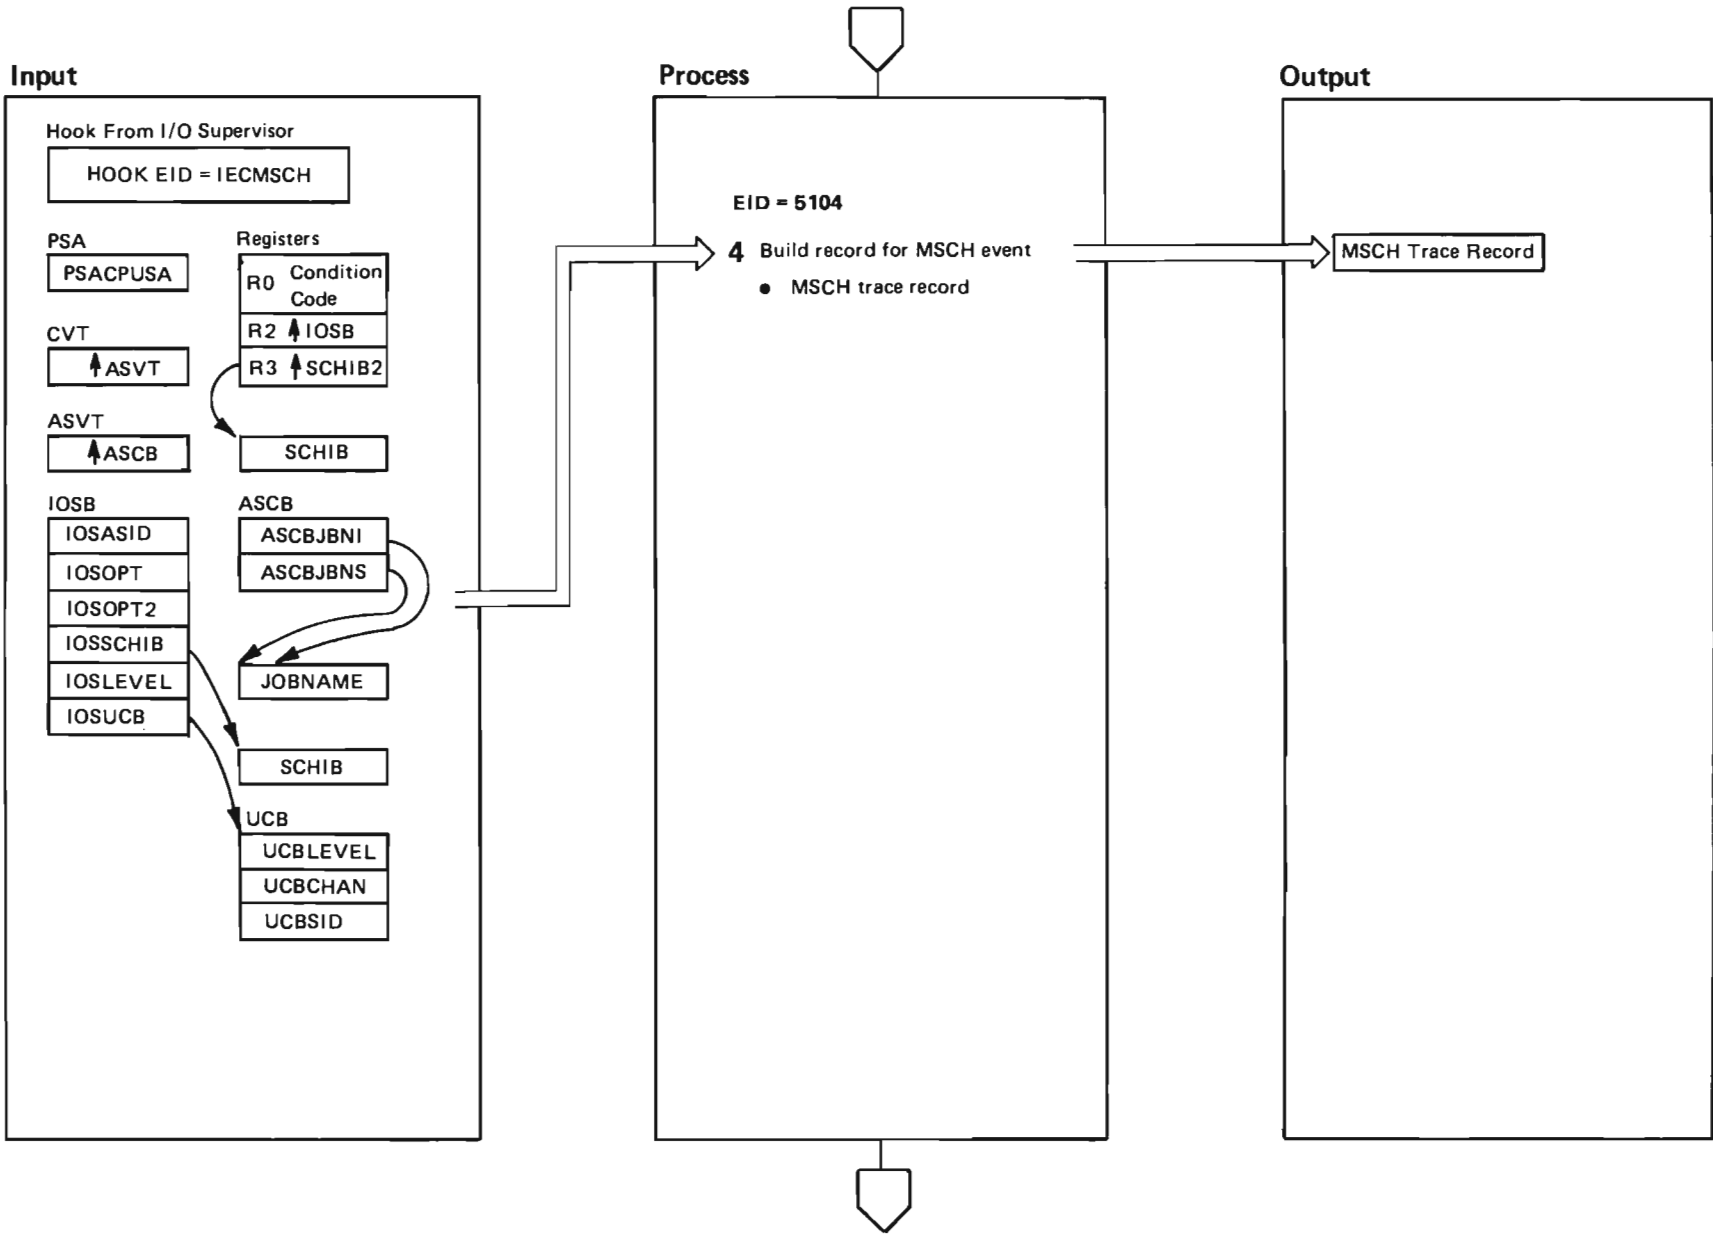 Input
Hook From I/O Supervisor
HOOK EID = IECMSCH
PSA
PSACPUSA
CVT
ASVT
ASVT
ASCB
Registers
R0 Condition
Code
R2 IOSB
R3 SCHIB2
SCHIB
IOSB
IOSASID
IOSOPT
IOSOPT2
IOSSCHIB
IOSLEVEL
IOSUCB
ASCB
ASCBJBNI
ASCBJBNS
JOBNAME
SCHIB
UCB
UCBLEVEL
UCBCHAN
UCBSID
Process
EID = 5104
4 Build record for MSCH event
• MSCH trace record
Output
MSCH Trace Record